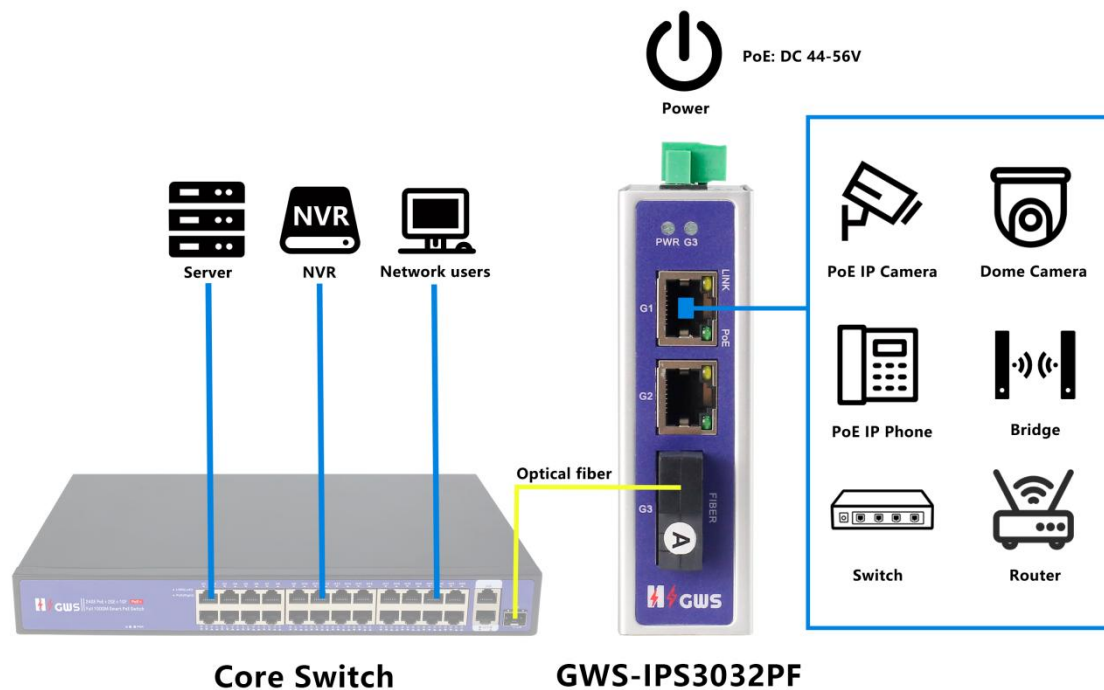 PoE: DC 44-56V
Power
NVR
Server
NVR
Network users
PWR G3
LINK
G1
PoE
G2
G3
FIBER
A
GWS
Optical fiber
PoE IP Camera
Dome Camera
PoE IP Phone
Bridge
Switch
Router
GWS
Core Switch
GWS-IPS3032PF